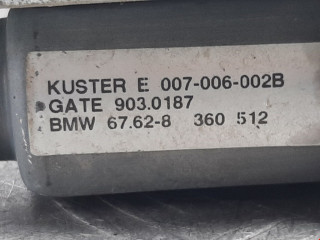 KUSTER E 007-006-002B
GATE 903.0187
BMW 67.62-8 360 512